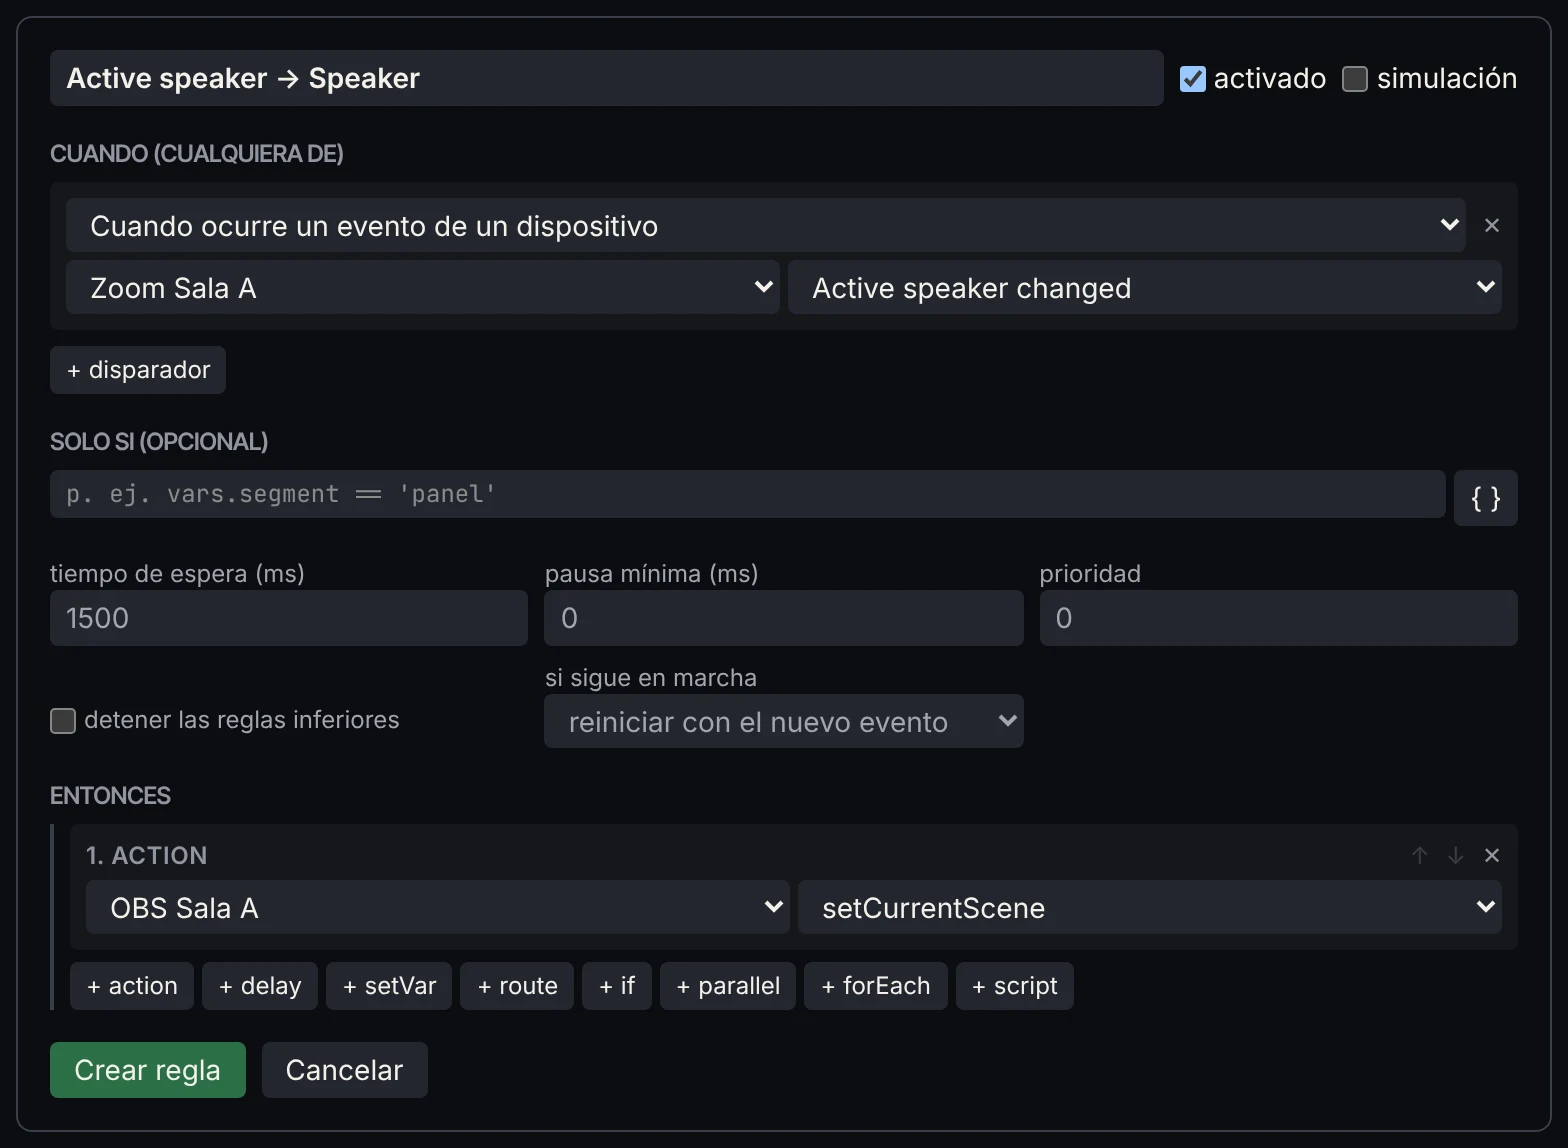 Active speaker → Speaker
activado
simulación
CUANDO (CUALQUIERA DE)
Cuando ocurre un evento de un dispositivo
Zoom Sala A
Active speaker changed
+ disparador
SOLO SI (OPCIONAL)
p. ej. vars.segment == 'panel'
{ }
tiempo de espera (ms)
pausa mínima (ms)
prioridad
1500
0
0
si sigue en marcha
detener las reglas inferiores
reiniciar con el nuevo evento
ENTONCES
1. ACTION
OBS Sala A
setCurrentScene
+ action
+ delay
+ setVar
+ route
+ if
+ parallel
+ forEach
+ script
Crear regla
Cancelar